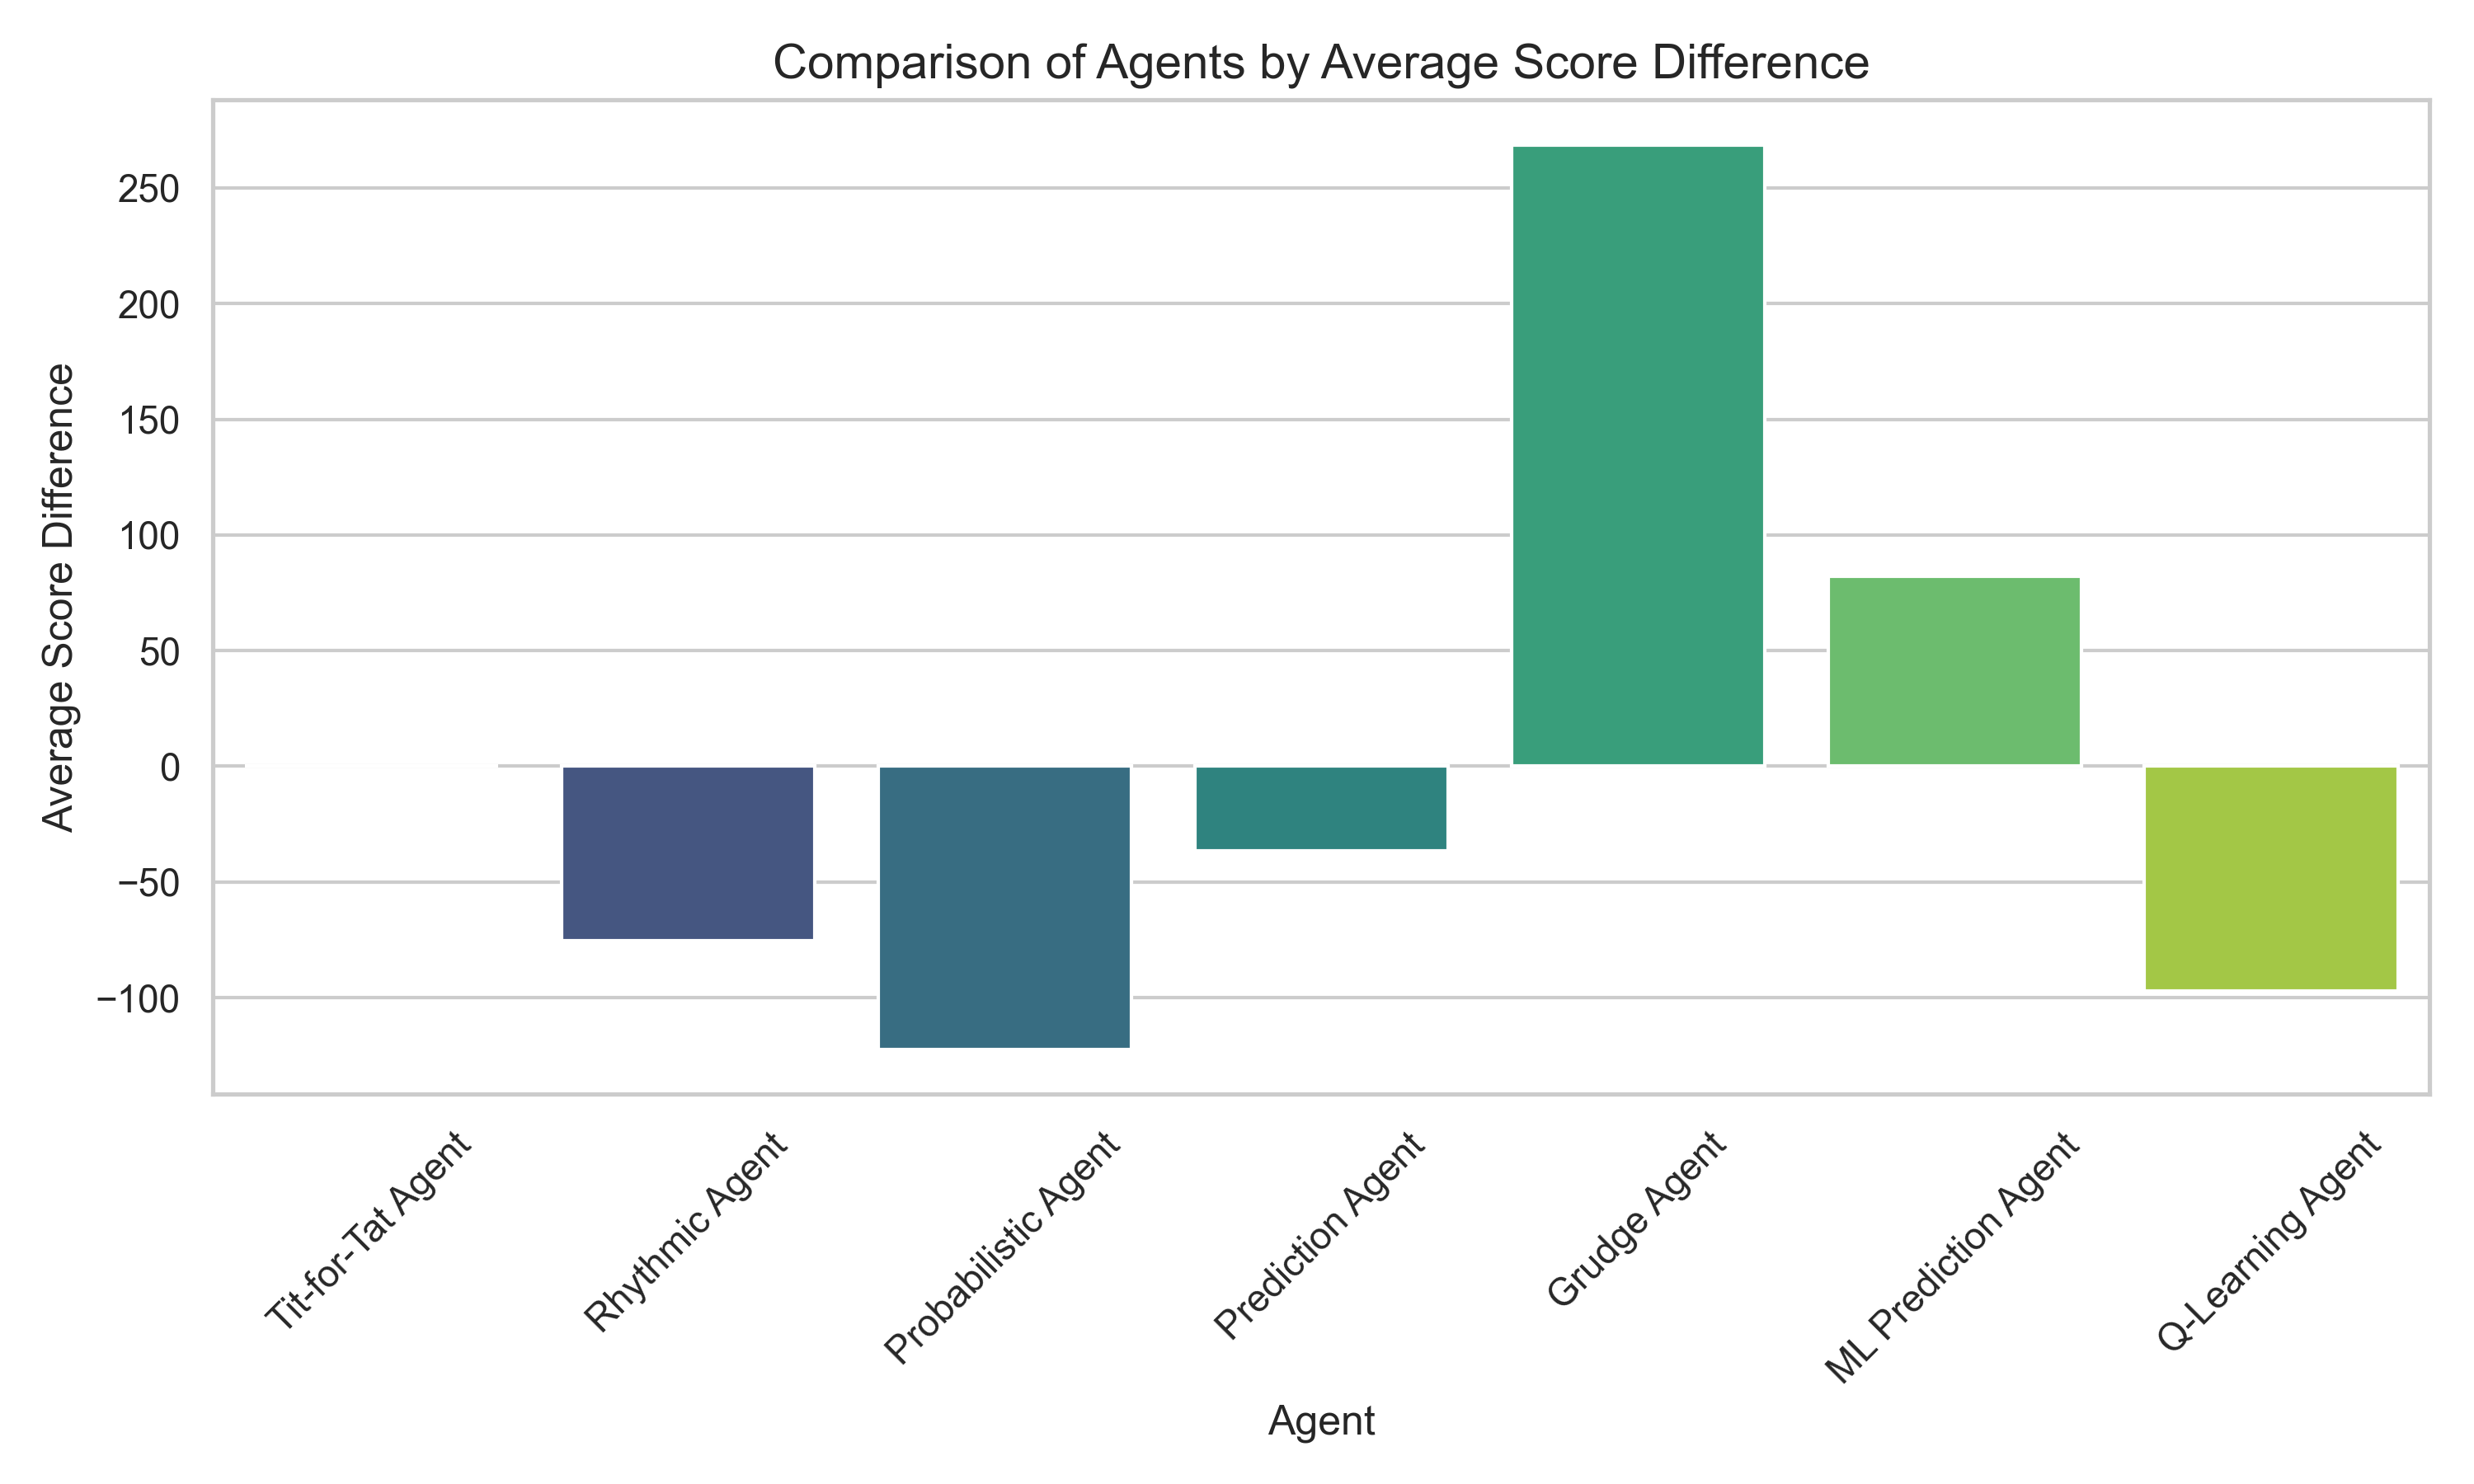 Comparison of Agents by Average Score Difference
Average Score Difference
250
200
150
100
50
0
−50
−100
Tit-for-Tat Agent
Rhythmic Agent
Probabilistic Agent
Prediction Agent
Grudge Agent
ML Prediction Agent
Q-Learning Agent
Agent